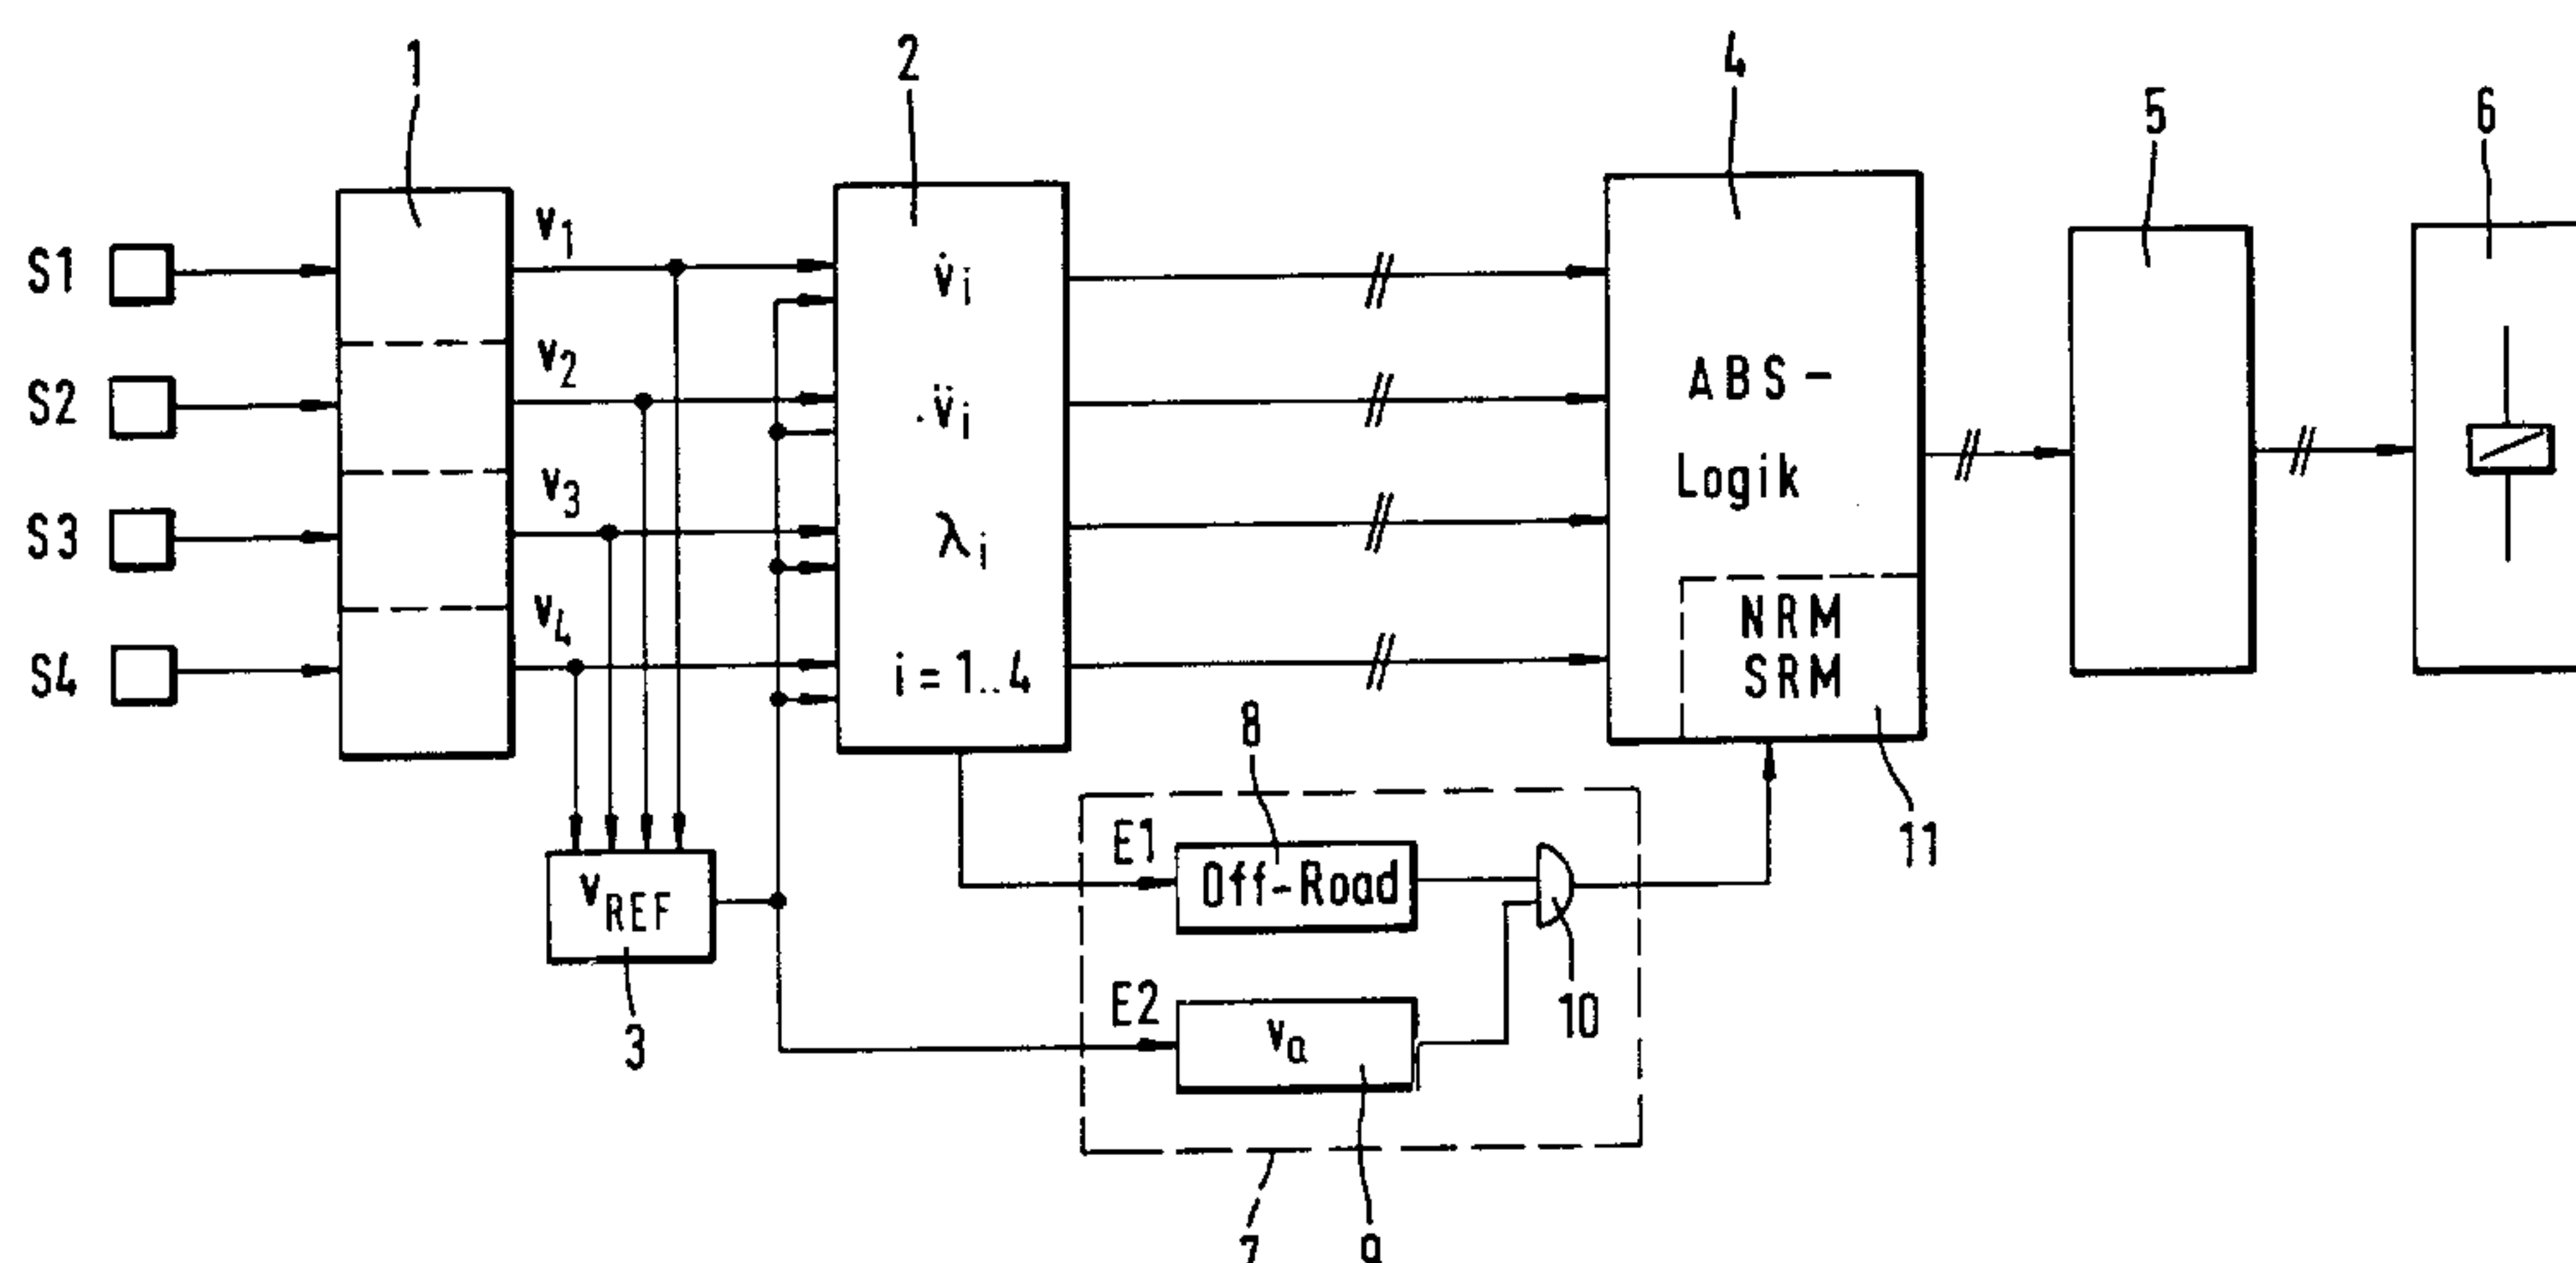 1
2
4
5
6
S1
S2
S3
S4
v₁
v₂
v₃
v₄
v̇ᵢ
v̈ᵢ
λᵢ
i = 1..4
ABS-
Logik
NRM
SRM
8
11
E1
Off-Road
vREF
10
E2
va
3
7
9